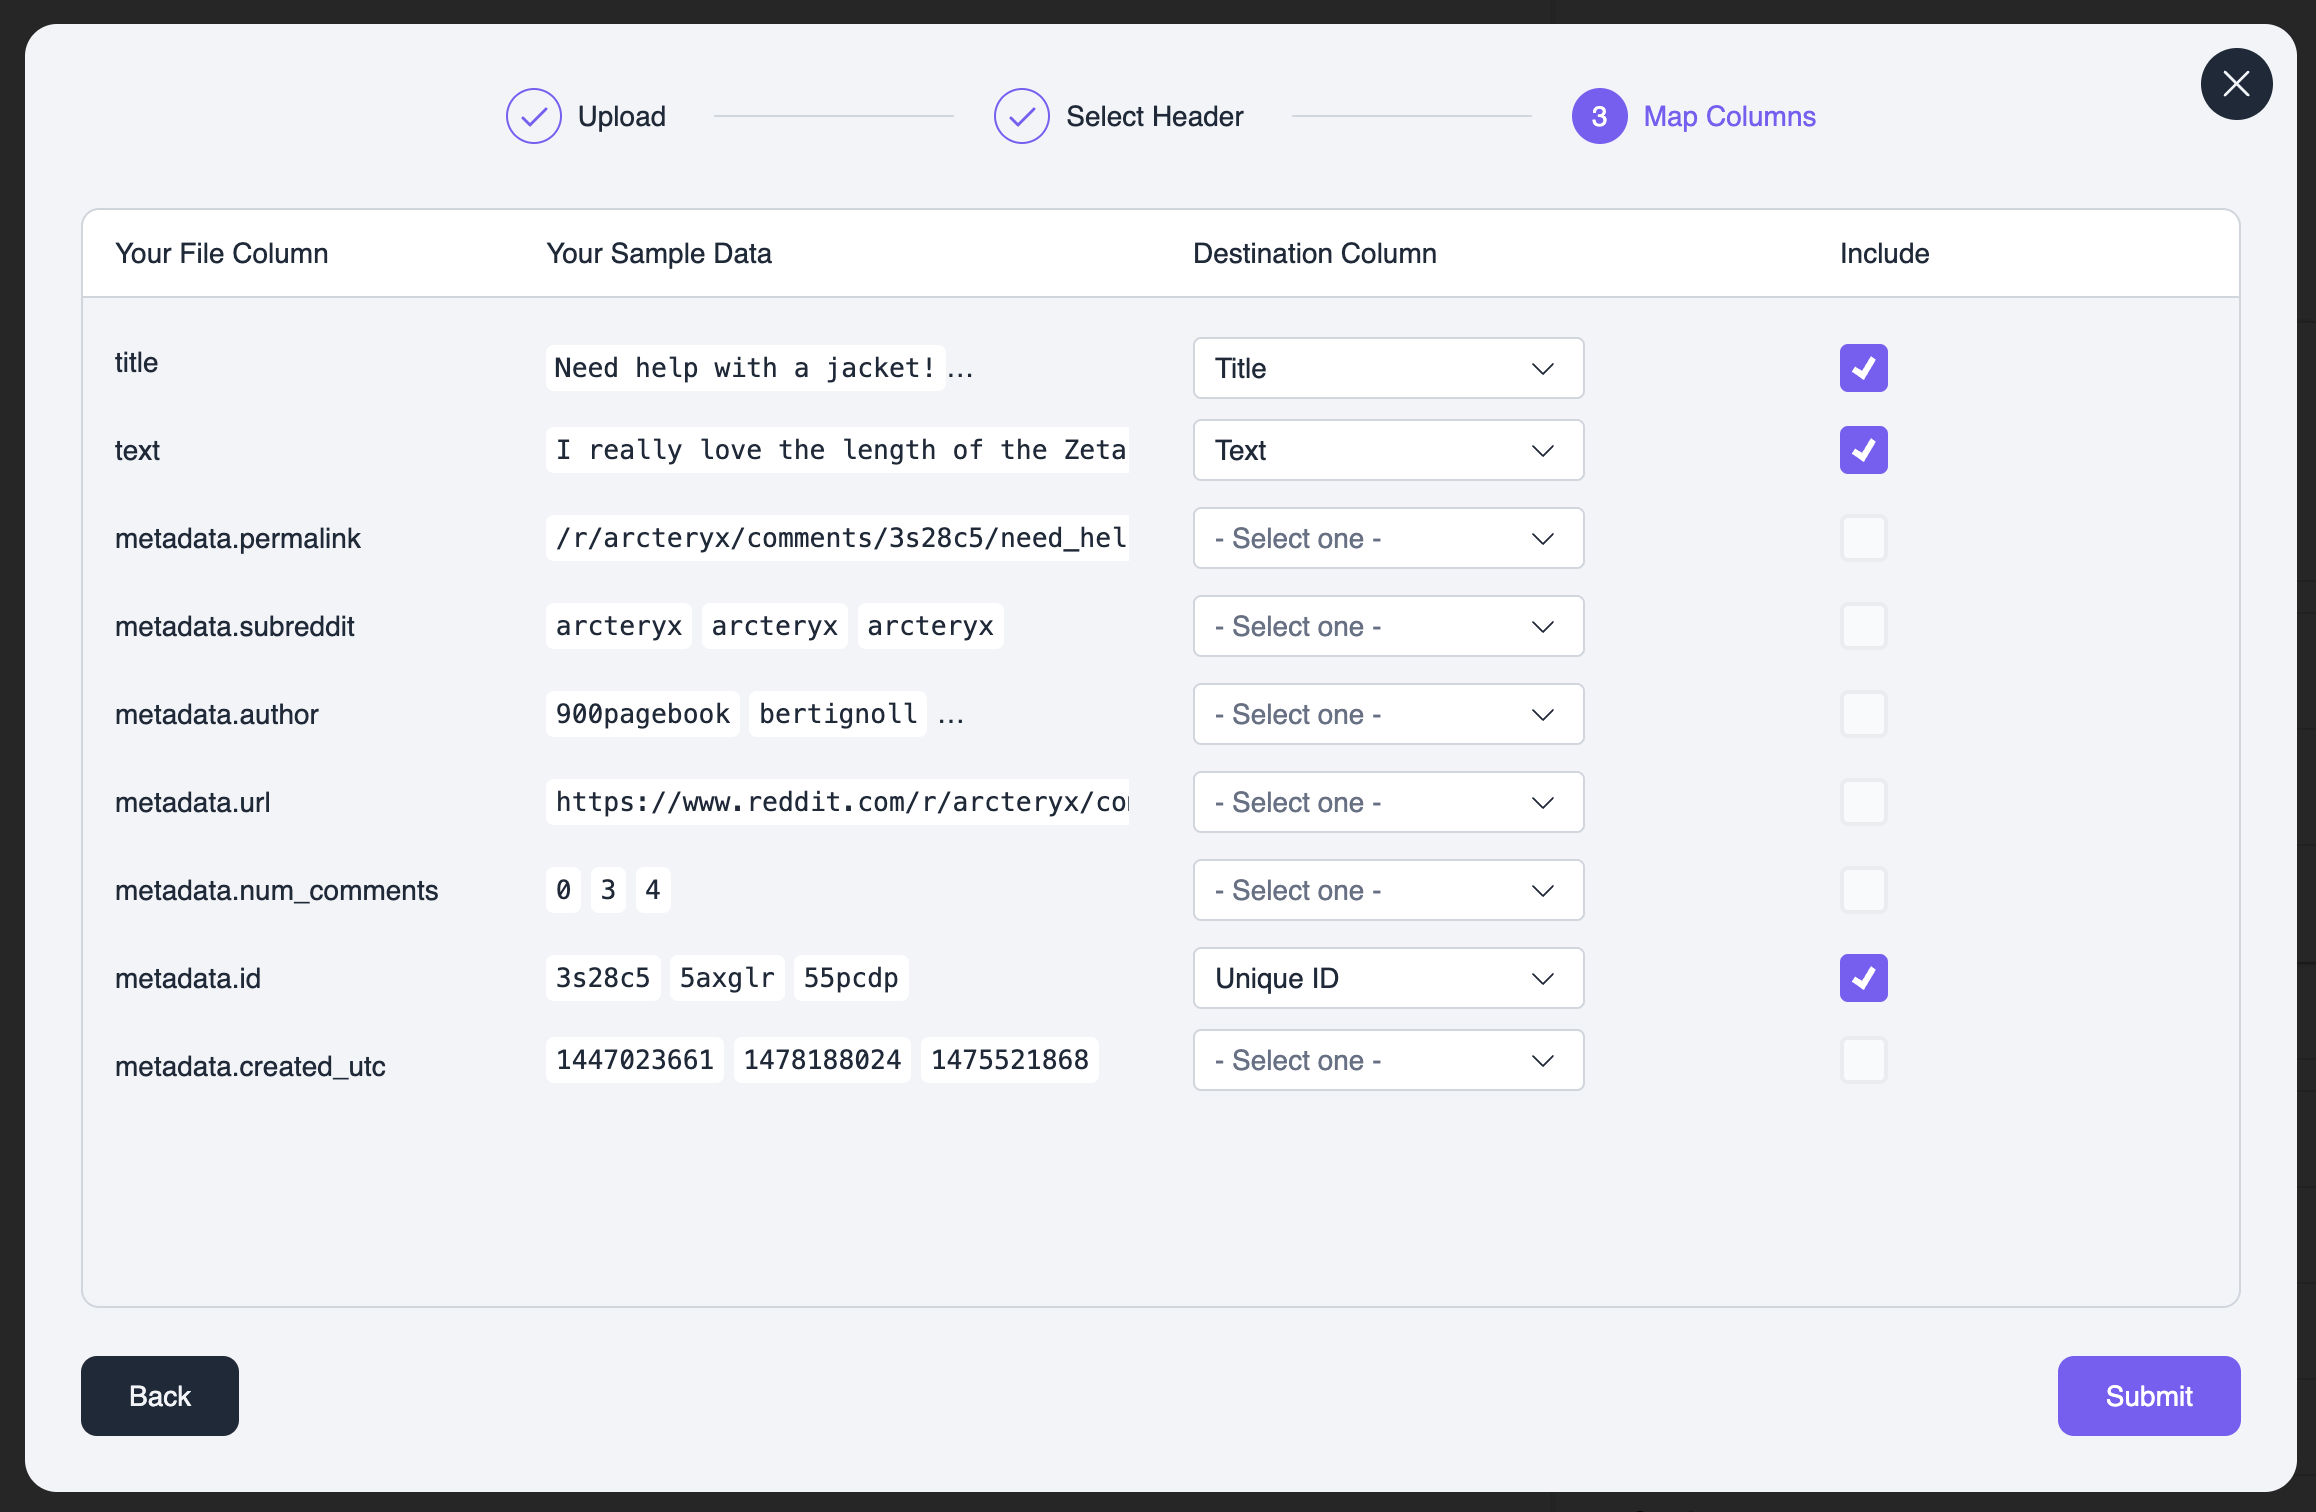 Upload
Select Header
3 Map Columns
Your File Column Your Sample Data Destination Column Include
title Need help with a jacket! ... Title
text I really love the length of the Zeta Text
metadata.permalink /r/arcteryx/comments/3s28c5/need_hel - Select one -
metadata.subreddit arcteryx arcteryx arcteryx - Select one -
metadata.author 900pagebook bertignoll ... - Select one -
metadata.url https://www.reddit.com/r/arcteryx/co - Select one -
metadata.num_comments 0 3 4 - Select one -
metadata.id 3s28c5 5axglr 55pcdp Unique ID
metadata.created_utc 1447023661 1478188024 1475521868 - Select one -
Back Submit